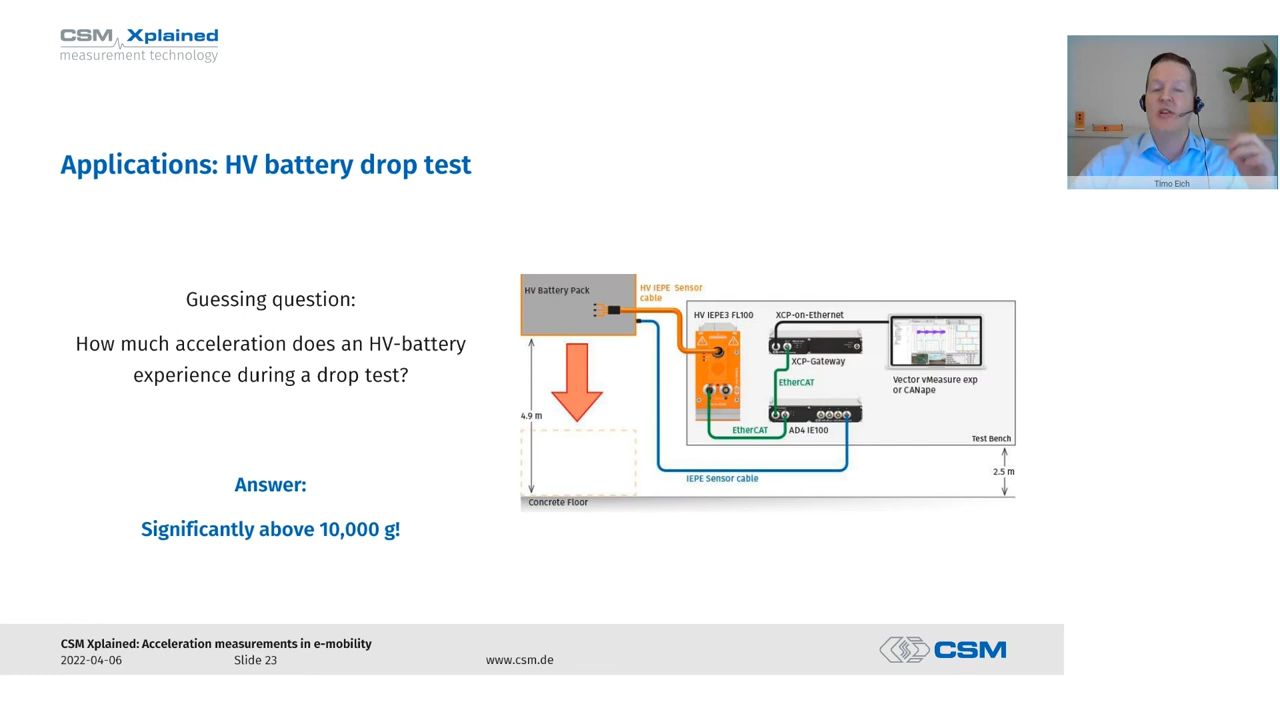 CSM Xplained
measurement technology
Timo Eich
Applications: HV battery drop test
Guessing question:
How much acceleration does an HV-battery
experience during a drop test?
Answer:
Significantly above 10,000 g!
HV Battery Pack
HV IEPE Sensor
cable
HV IEPE3 FL100
XCP-on-Ethernet
XCP-Gateway
EtherCAT
Vector vMeasure exp
or CANape
4.9 m
EtherCAT
AD4 IE100
Test Bench
IEPE Sensor cable
2.5 m
Concrete Floor
CSM Xplained: Acceleration measurements in e-mobility
2022-04-06
Slide 23
www.csm.de
CSM